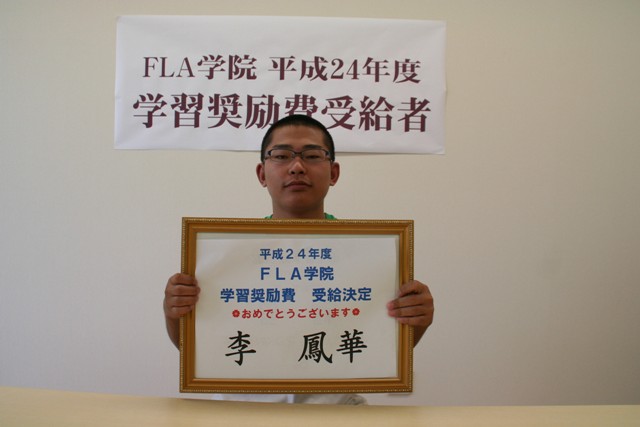 FLA学院 平成24年度
学習奨励費受給者
平成２４年度
ＦＬＡ学院
学習奨励費　受給決定
✿おめでとうございます✿
李　鳳華